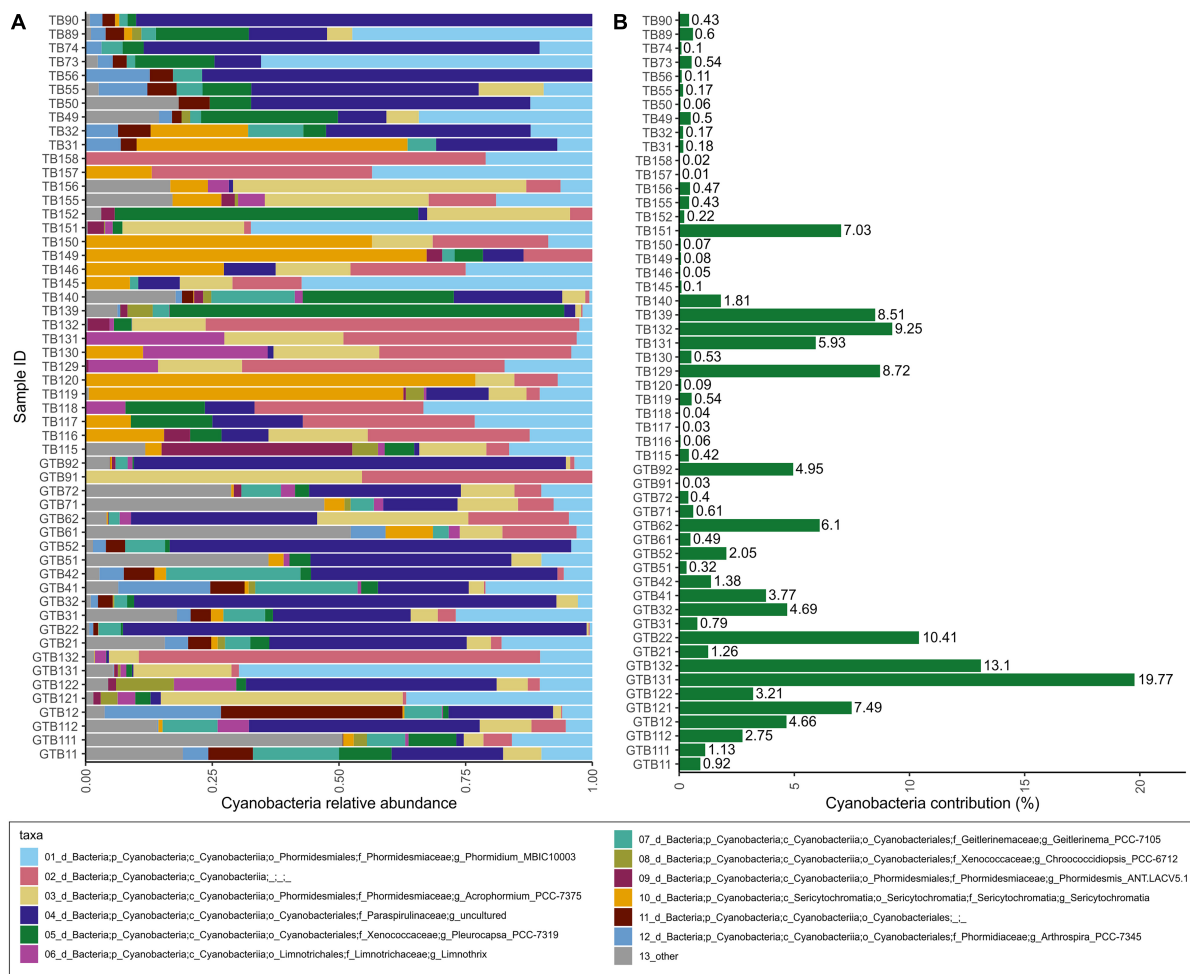 A
B
TB90
TB89
TB74
TB73
TB56
TB55
TB50
TB49
TB32
TB31
TB158
TB157
TB156
TB155
TB152
TB151
TB150
TB149
TB146
TB145
TB140
TB139
TB132
TB131
TB130
TB129
TB120
TB119
TB118
TB117
TB116
TB115
GTB92
GTB91
GTB72
GTB71
GTB62
GTB61
GTB52
GTB51
GTB42
GTB41
GTB32
GTB31
GTB22
GTB21
GTB132
GTB131
GTB122
GTB121
GTB12
GTB112
GTB111
GTB11
Sample ID
0.00
0.25
0.50
0.75
1.00
Cyanobacteria relative abundance
TB90 0.43
TB89 0.6
TB74 0.1
TB73 0.54
TB56 0.11
TB55 0.17
TB50 0.06
TB49 0.5
TB32 0.17
TB31 0.18
TB158 0.02
TB157 0.01
TB156 0.47
TB155 0.43
TB152 0.22
TB151 7.03
TB150 0.07
TB149 0.08
TB146 0.05
TB145 0.1
TB140 1.81
TB139 8.51
TB132 9.25
TB131 5.93
TB130 0.53
TB129 8.72
TB120 0.09
TB119 0.54
TB118 0.04
TB117 0.03
TB116 0.06
TB115 0.42
GTB92 4.95
GTB91 0.03
GTB72 0.4
GTB71 0.61
GTB62 6.1
GTB61 0.49
GTB52 2.05
GTB51 0.32
GTB42 1.38
GTB41 3.77
GTB32 4.69
GTB31 0.79
GTB22 10.41
GTB21 1.26
GTB132 13.1
GTB131 19.77
GTB122 3.21
GTB121 7.49
GTB12 4.66
GTB112 2.75
GTB111 1.13
GTB11 0.92
0
5
10
15
20
Cyanobacteria contribution (%)
taxa
01_d_Bacteria;p_Cyanobacteria;c_Cyanobacteriia;o_Phormidesmiales;f_Phormidesmiaceae;g_Phormidium_MBIC10003
02_d_Bacteria;p_Cyanobacteria;c_Cyanobacteriia;_;_;_
03_d_Bacteria;p_Cyanobacteria;c_Cyanobacteriia;o_Phormidesmiales;f_Phormidesmiaceae;g_Acrophormium_PCC-7375
04_d_Bacteria;p_Cyanobacteria;c_Cyanobacteriia;o_Cyanobacteriales;f_Paraspirulinaceae;g_uncultured
05_d_Bacteria;p_Cyanobacteria;c_Cyanobacteriia;o_Cyanobacteriales;f_Xenococcaceae;g_Pleurocapsa_PCC-7319
06_d_Bacteria;p_Cyanobacteria;c_Cyanobacteriia;o_Limnotrichales;f_Limnotrichaceae;g_Limnothrix
07_d_Bacteria;p_Cyanobacteria;c_Cyanobacteriia;o_Cyanobacteriales;f_Geitlerinemaceae;g_Geitlerinema_PCC-7105
08_d_Bacteria;p_Cyanobacteria;c_Cyanobacteriia;o_Cyanobacteriales;f_Xenococcaceae;g_Chroococcidiopsis_PCC-6712
09_d_Bacteria;p_Cyanobacteria;c_Cyanobacteriia;o_Phormidesmiales;f_Phormidesmiaceae;g_Phormidesmis_ANT.LACV5.1
10_d_Bacteria;p_Cyanobacteria;c_Sericytochromatia;o_Sericytochromatia;f_Sericytochromatia;g_Sericytochromatia
11_d_Bacteria;p_Cyanobacteria;c_Cyanobacteriia;o_Cyanobacteriales;_;_
12_d_Bacteria;p_Cyanobacteria;c_Cyanobacteriia;o_Cyanobacteriales;f_Phormidiaceae;g_Arthrospira_PCC-7345
13_other